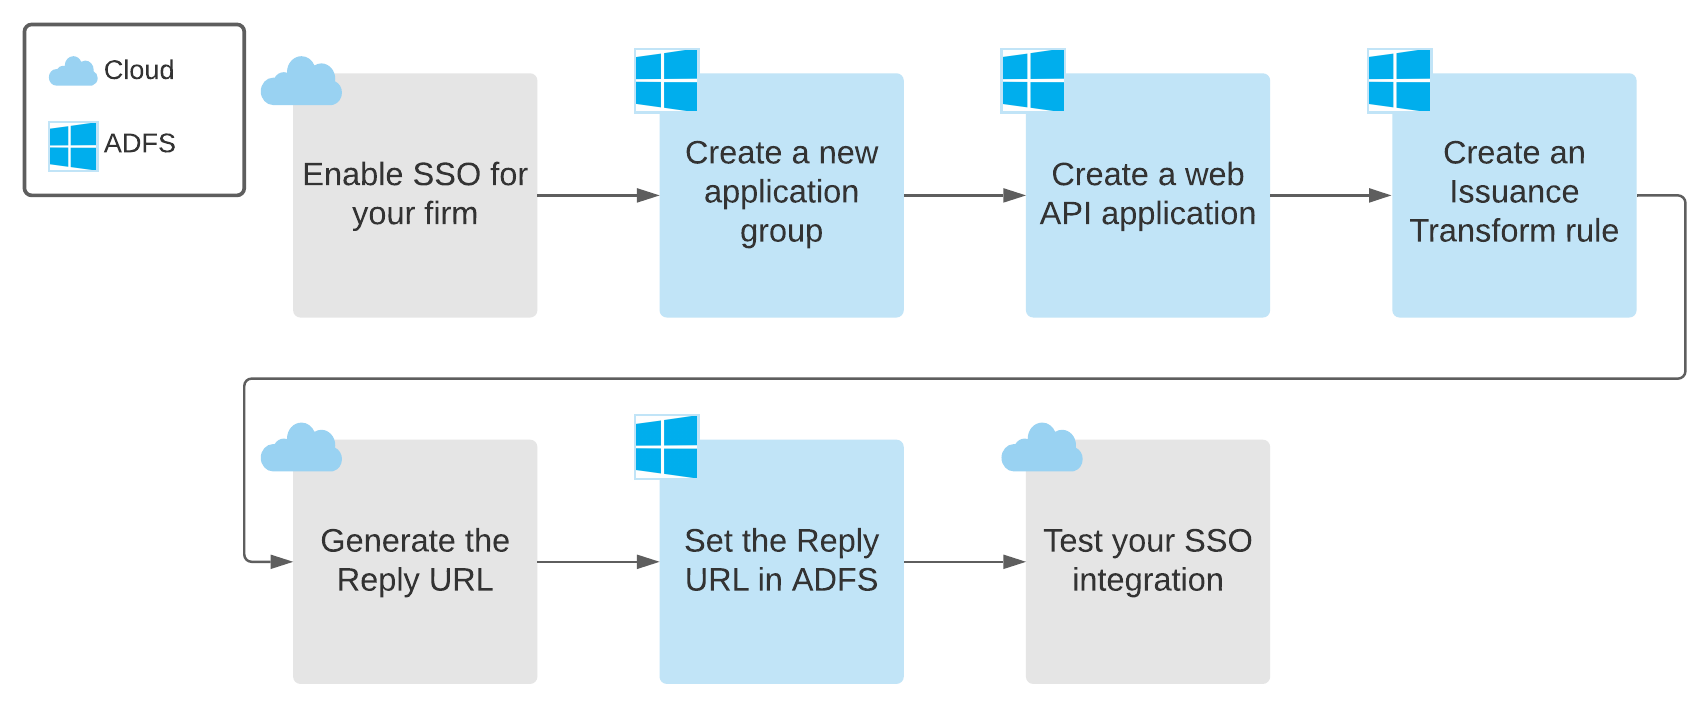 Cloud
ADFS
Enable SSO for
your firm
Create a new
application
group
Create a web
API application
Create an
Issuance
Transform rule
Generate the
Reply URL
Set the Reply
URL in ADFS
Test your SSO
integration